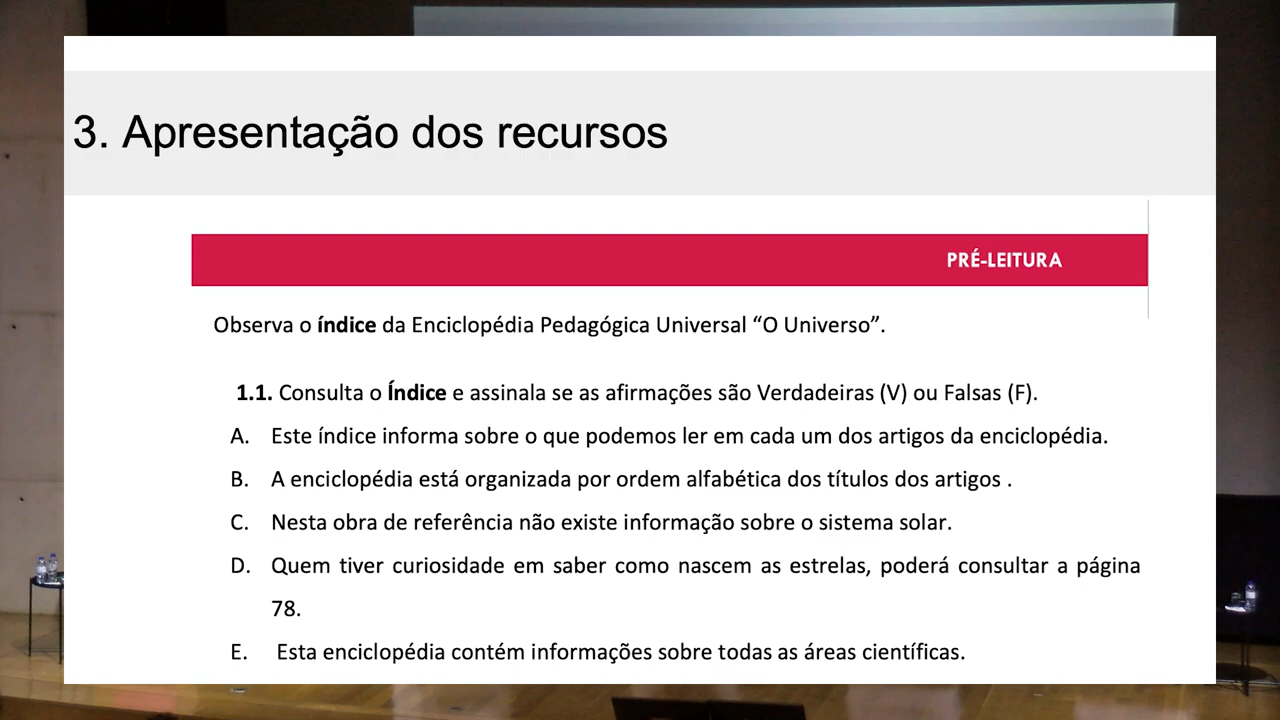 3. Apresentação dos recursos
PRÉ-LEITURA
Observa o índice da Enciclopédia Pedagógica Universal “O Universo”.
1.1. Consulta o Índice e assinala se as afirmações são Verdadeiras (V) ou Falsas (F).
A. Este índice informa sobre o que podemos ler em cada um dos artigos da enciclopédia.
B. A enciclopédia está organizada por ordem alfabética dos títulos dos artigos .
C. Nesta obra de referência não existe informação sobre o sistema solar.
D. Quem tiver curiosidade em saber como nascem as estrelas, poderá consultar a página
78.
E. Esta enciclopédia contém informações sobre todas as áreas científicas.